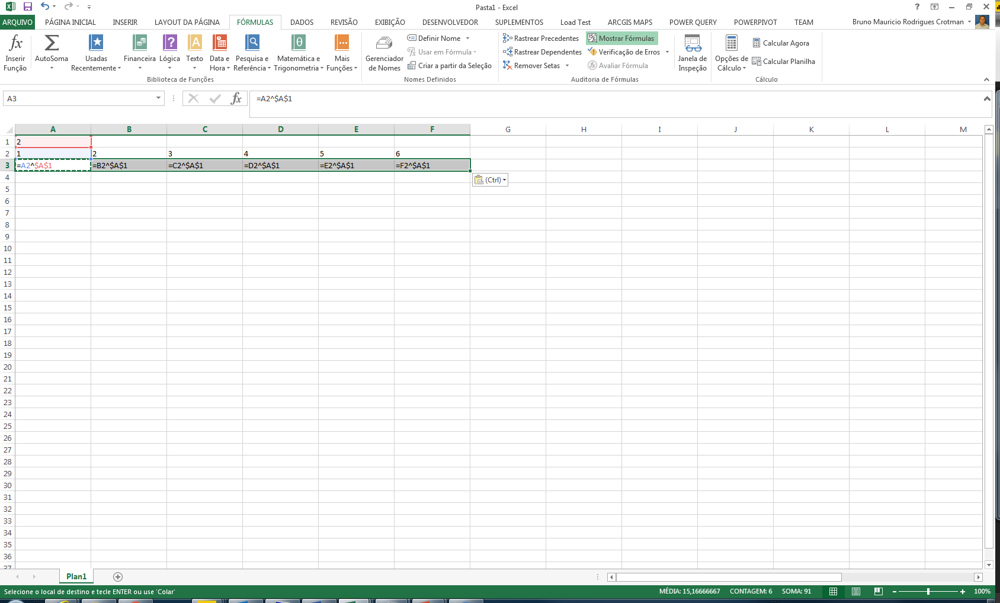 Pasta1 - Excel
?
ARQUIVO PÁGINA INICIAL INSERIR LAYOUT DA PÁGINA FÓRMULAS DADOS REVISÃO EXIBIÇÃO DESENVOLVEDOR SUPLEMENTOS Load Test ARCGIS MAPS POWER QUERY POWERPIVOT TEAM Bruno Mauricio Rodrigues Crotman
Inserir Função
AutoSoma
Usadas Recentemente
Financeira
Lógica
Texto
Data e Hora
Pesquisa e Referência
Matemática e Trigonometria
Mais Funções
Biblioteca de Funções
Gerenciador de Nomes
Definir Nome
Usar em Fórmula
Criar a partir da Seleção
Nomes Definidos
Rastrear Precedentes
Rastrear Dependentes
Remover Setas
Mostrar Fórmulas
Verificação de Erros
Avaliar Fórmula
Auditoria de Fórmulas
Janela de Inspeção
Opções de Cálculo
Calcular Agora
Calcular Planilha
Cálculo
A3 fx =A2^$A$1
A B C D E F G H I J K L M
1 2
2 1 2 3 4 5 6
3 =A2^$A$1 =B2^$A$1 =C2^$A$1 =D2^$A$1 =E2^$A$1 =F2^$A$1
4 (Ctrl)
5
6
7
8
9
10
11
12
13
14
15
16
17
18
19
20
21
22
23
24
25
26
27
28
29
30
31
32
33
34
35
36
37
Plan1
Selecione o local de destino e tecle ENTER ou use 'Colar' MÉDIA: 15,16666667 CONTAGEM: 6 SOMA: 91 100%